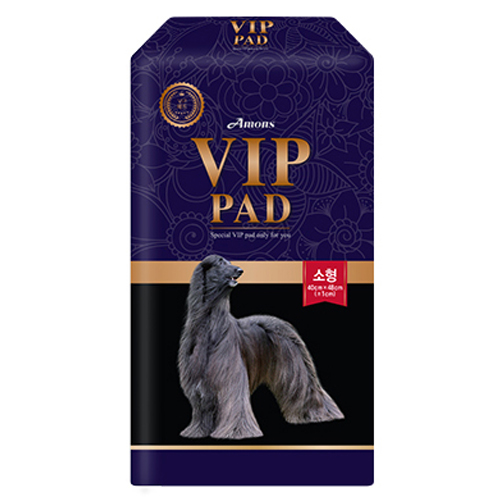 VIP
PAD
Amons
VIP
PAD
Special VIP pad only for you
소형
40cm×48cm
(±1cm)